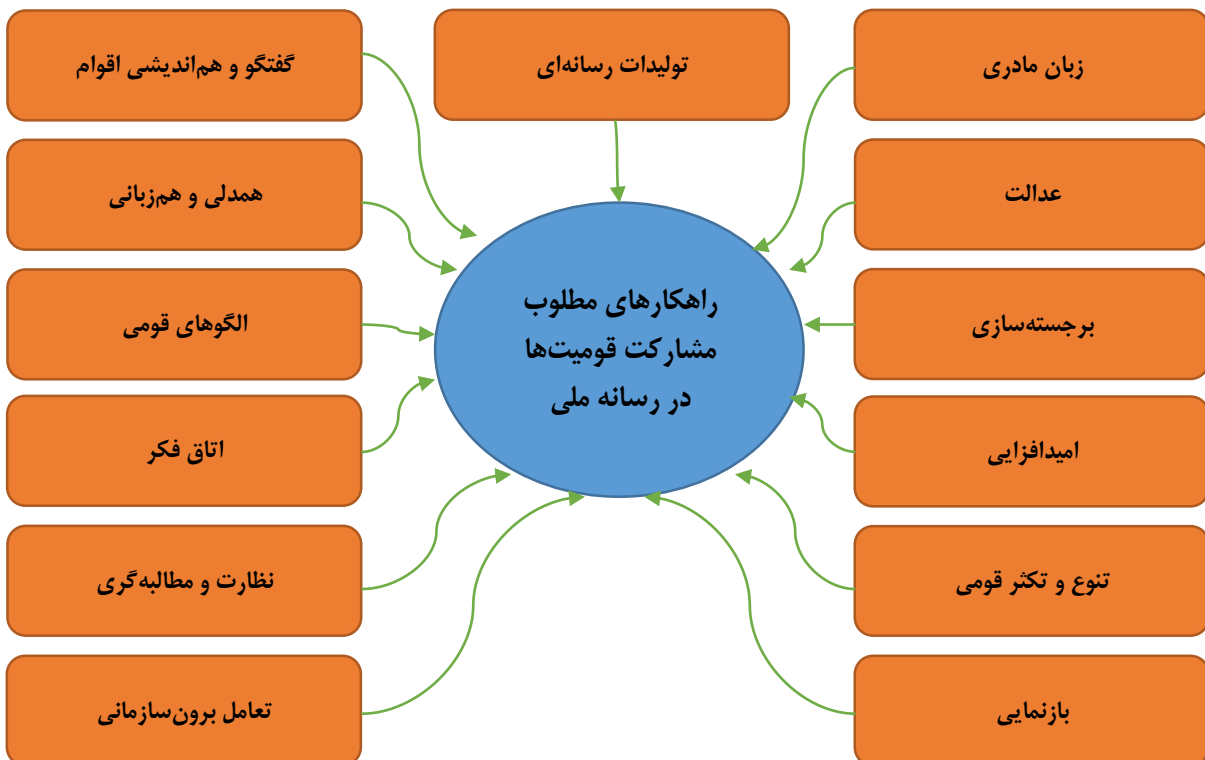 زبان مادری
تولیدات رسانه‌ای
گفتگو و هم‌اندیشی اقوام
عدالت
همدلی و هم‌زبانی
برجسته‌سازی
راهکارهای مطلوب
مشارکت قومیت‌ها
در رسانه ملی
الگوهای قومی
امیدافزایی
اتاق فکر
تنوع و تکثر قومی
نظارت و مطالبه‌گری
بازنمایی
تعامل برون‌سازمانی